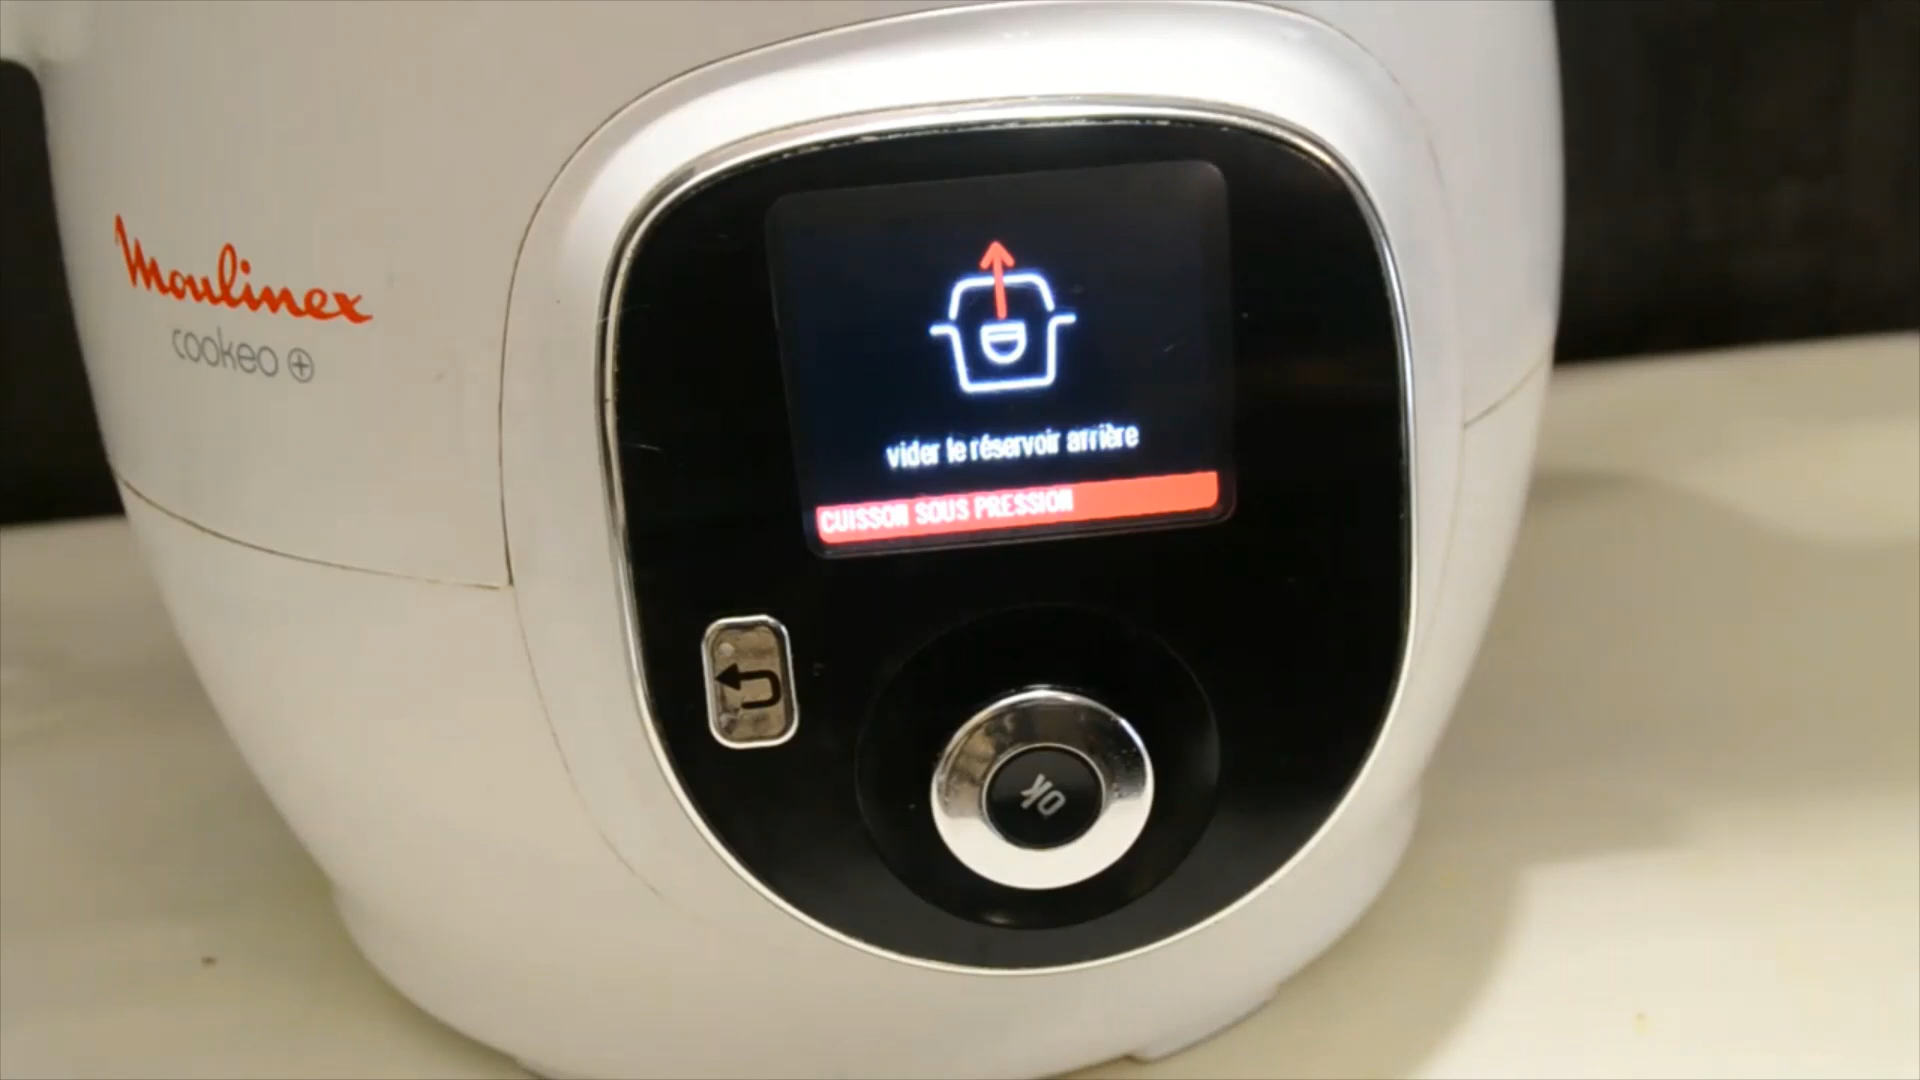 Moulinex
cookeo
vider le réservoir arrière
CUISSON SOUS PRESSION
OK